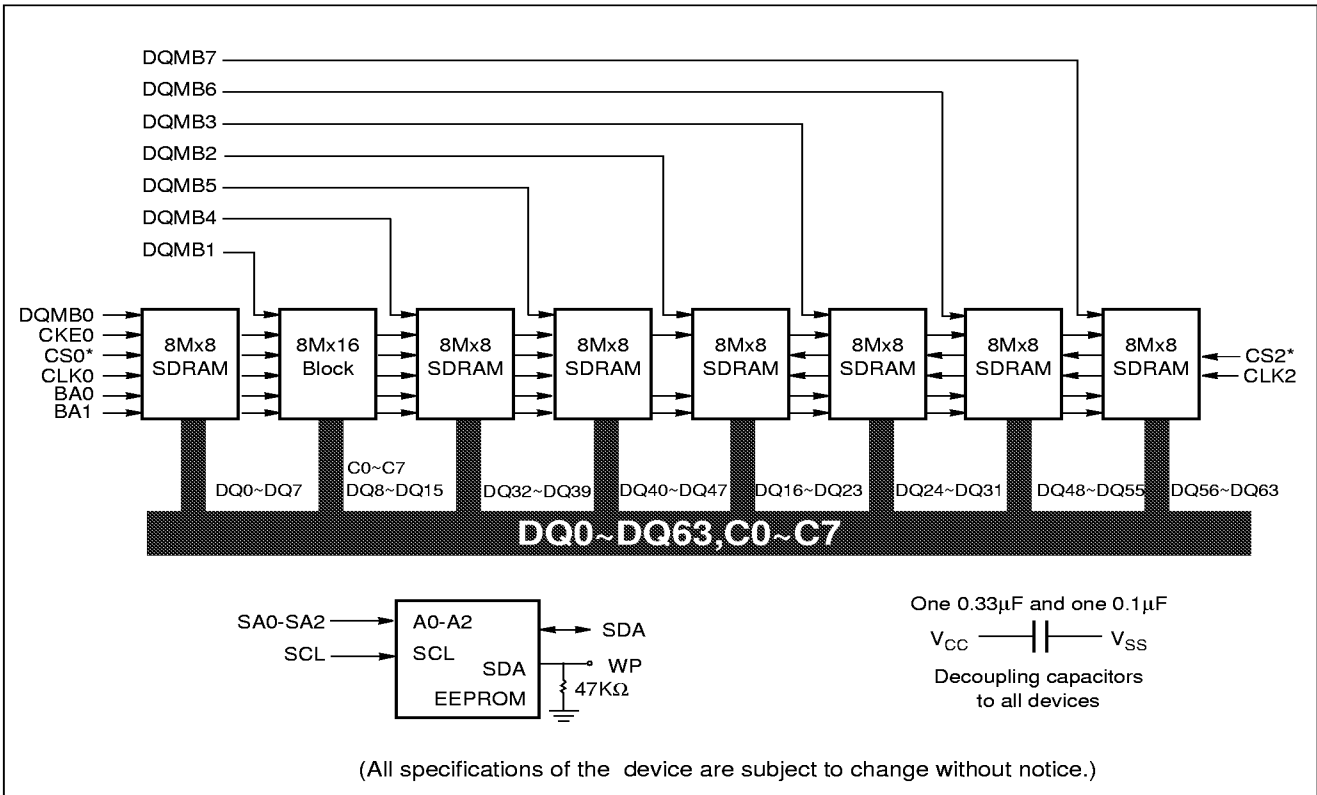 DQMB7
DQMB6
DQMB3
DQMB2
DQMB5
DQMB4
DQMB1
DQMB0
CKE0
CS0*
CLK0
BA0
BA1
8Mx8
SDRAM
8Mx16
Block
8Mx8
SDRAM
8Mx8
SDRAM
8Mx8
SDRAM
8Mx8
SDRAM
8Mx8
SDRAM
8Mx8
SDRAM
CS2*
CLK2
DQ0~DQ7
C0~C7
DQ8~DQ15
DQ32~DQ39
DQ40~DQ47
DQ16~DQ23
DQ24~DQ31
DQ48~DQ55
DQ56~DQ63
DQ0~DQ63,C0~C7
SA0-SA2
SCL
A0-A2
SCL
SDA
EEPROM
SDA
WP
47KΩ
One 0.33µF and one 0.1µF
VCC
VSS
Decoupling capacitors
to all devices
(All specifications of the device are subject to change without notice.)